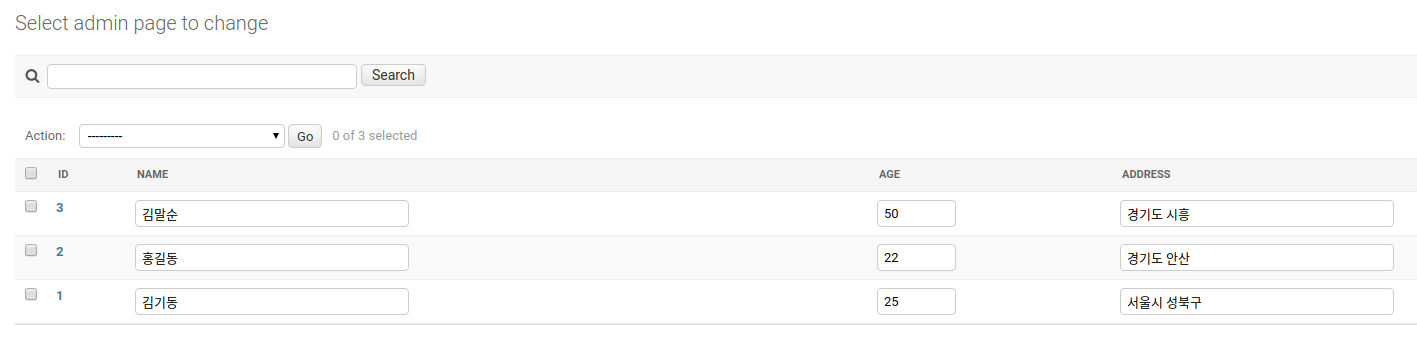 Select admin page to change
Search
Action: --------- Go 0 of 3 selected
ID NAME AGE ADDRESS
3 김말순 50 경기도 시흥
2 홍길동 22 경기도 안산
1 김기동 25 서울시 성북구